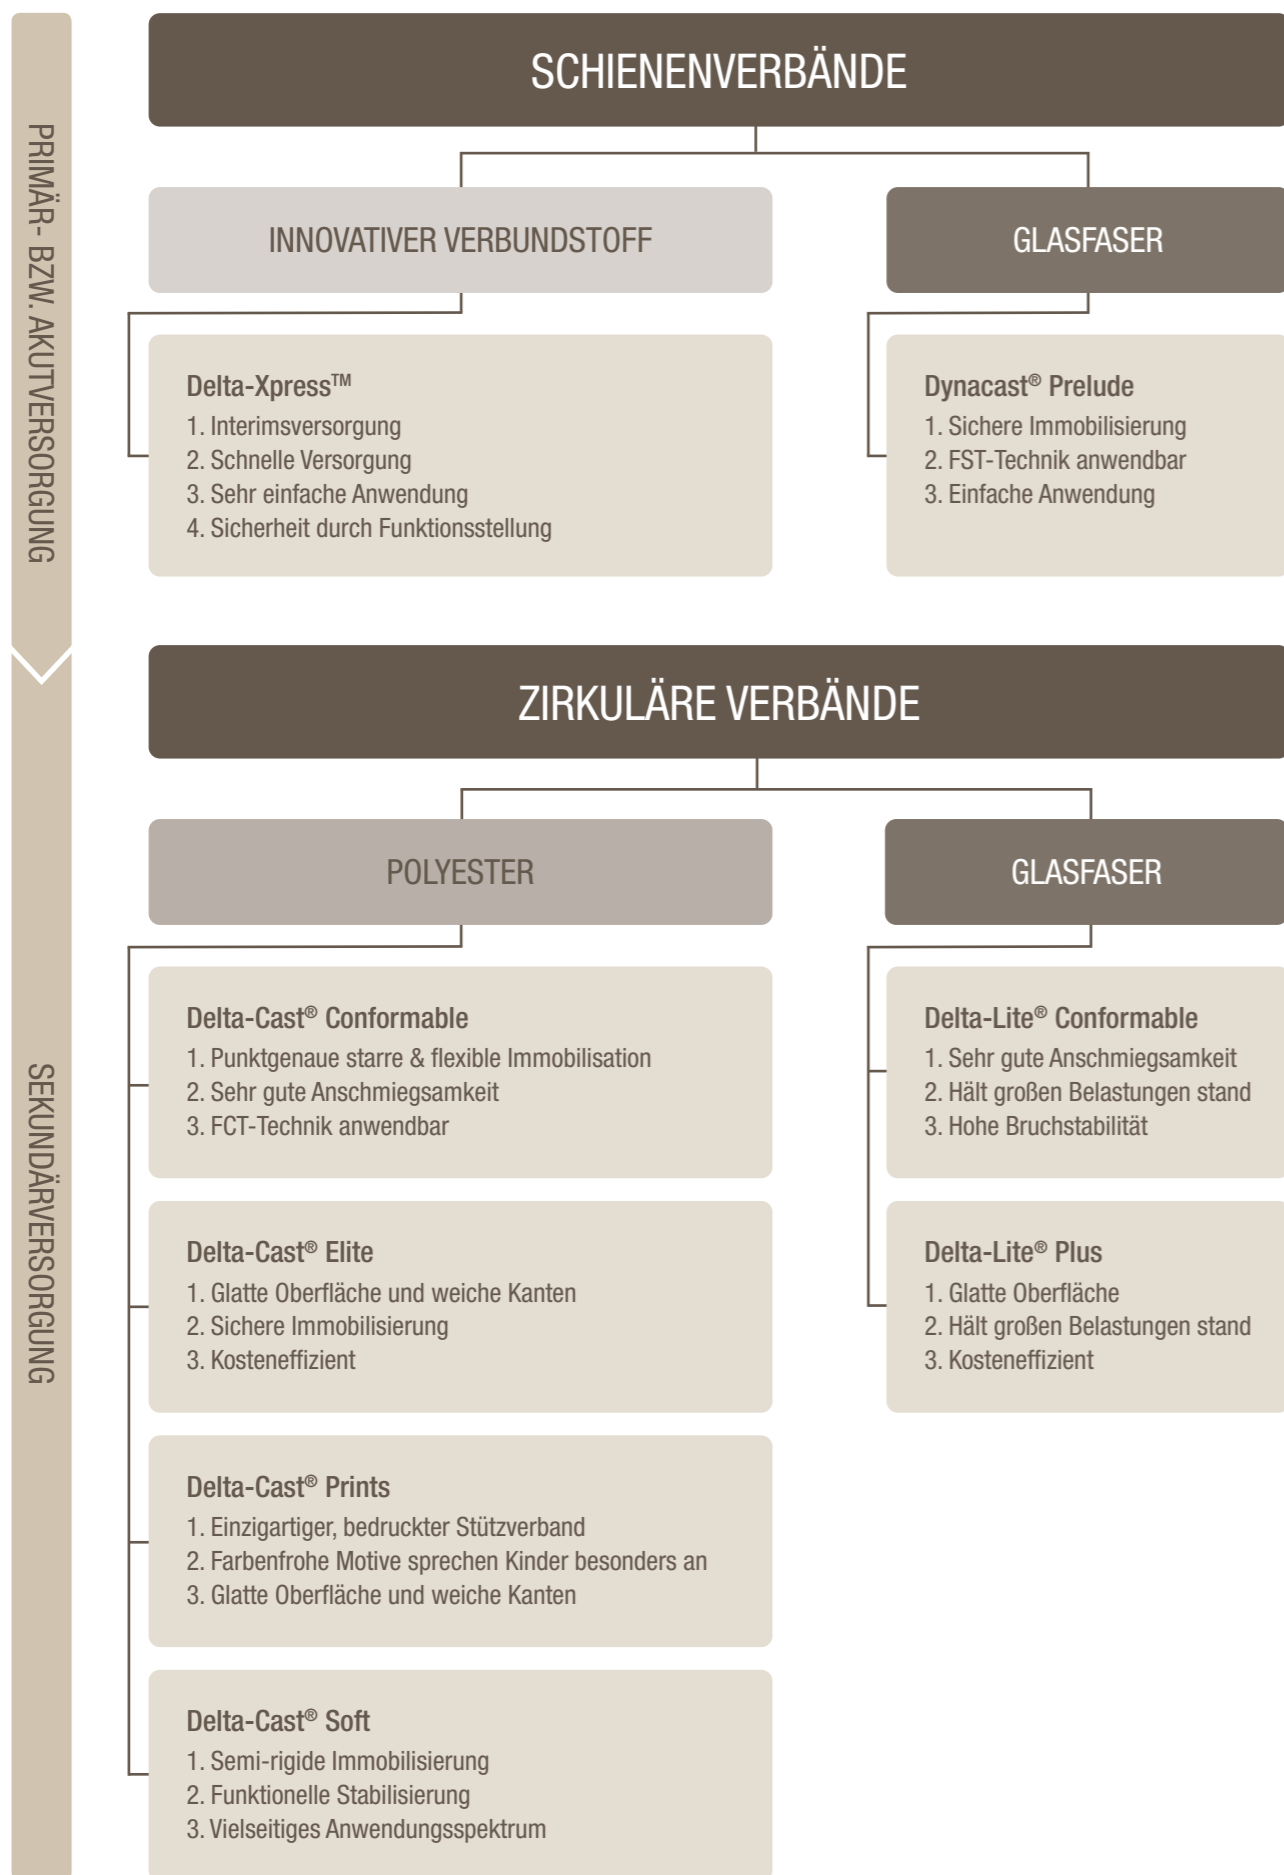 PRIMÄR- BZW. AKUTVERSORGUNG
SCHIENENVERBÄNDE
INNOVATIVER VERBUNDSTOFF
Delta-Xpress™
1. Interimsversorgung
2. Schnelle Versorgung
3. Sehr einfache Anwendung
4. Sicherheit durch Funktionsstellung
GLASFASER
Dynacast® Prelude
1. Sichere Immobilisierung
2. FST-Technik anwendbar
3. Einfache Anwendung
SEKUNDÄRVERSORGUNG
ZIRKULÄRE VERBÄNDE
POLYESTER
Delta-Cast® Conformable
1. Punktgenaue starre & flexible Immobilisation
2. Sehr gute Anschmiegsamkeit
3. FCT-Technik anwendbar
Delta-Cast® Elite
1. Glatte Oberfläche und weiche Kanten
2. Sichere Immobilisierung
3. Kosteneffizient
Delta-Cast® Prints
1. Einzigartiger, bedruckter Stützverband
2. Farbenfrohe Motive sprechen Kinder besonders an
3. Glatte Oberfläche und weiche Kanten
Delta-Cast® Soft
1. Semi-rigide Immobilisierung
2. Funktionelle Stabilisierung
3. Vielseitiges Anwendungsspektrum
GLASFASER
Delta-Lite® Conformable
1. Sehr gute Anschmiegsamkeit
2. Hält großen Belastungen stand
3. Hohe Bruchstabilität
Delta-Lite® Plus
1. Glatte Oberfläche
2. Hält großen Belastungen stand
3. Kosteneffizient